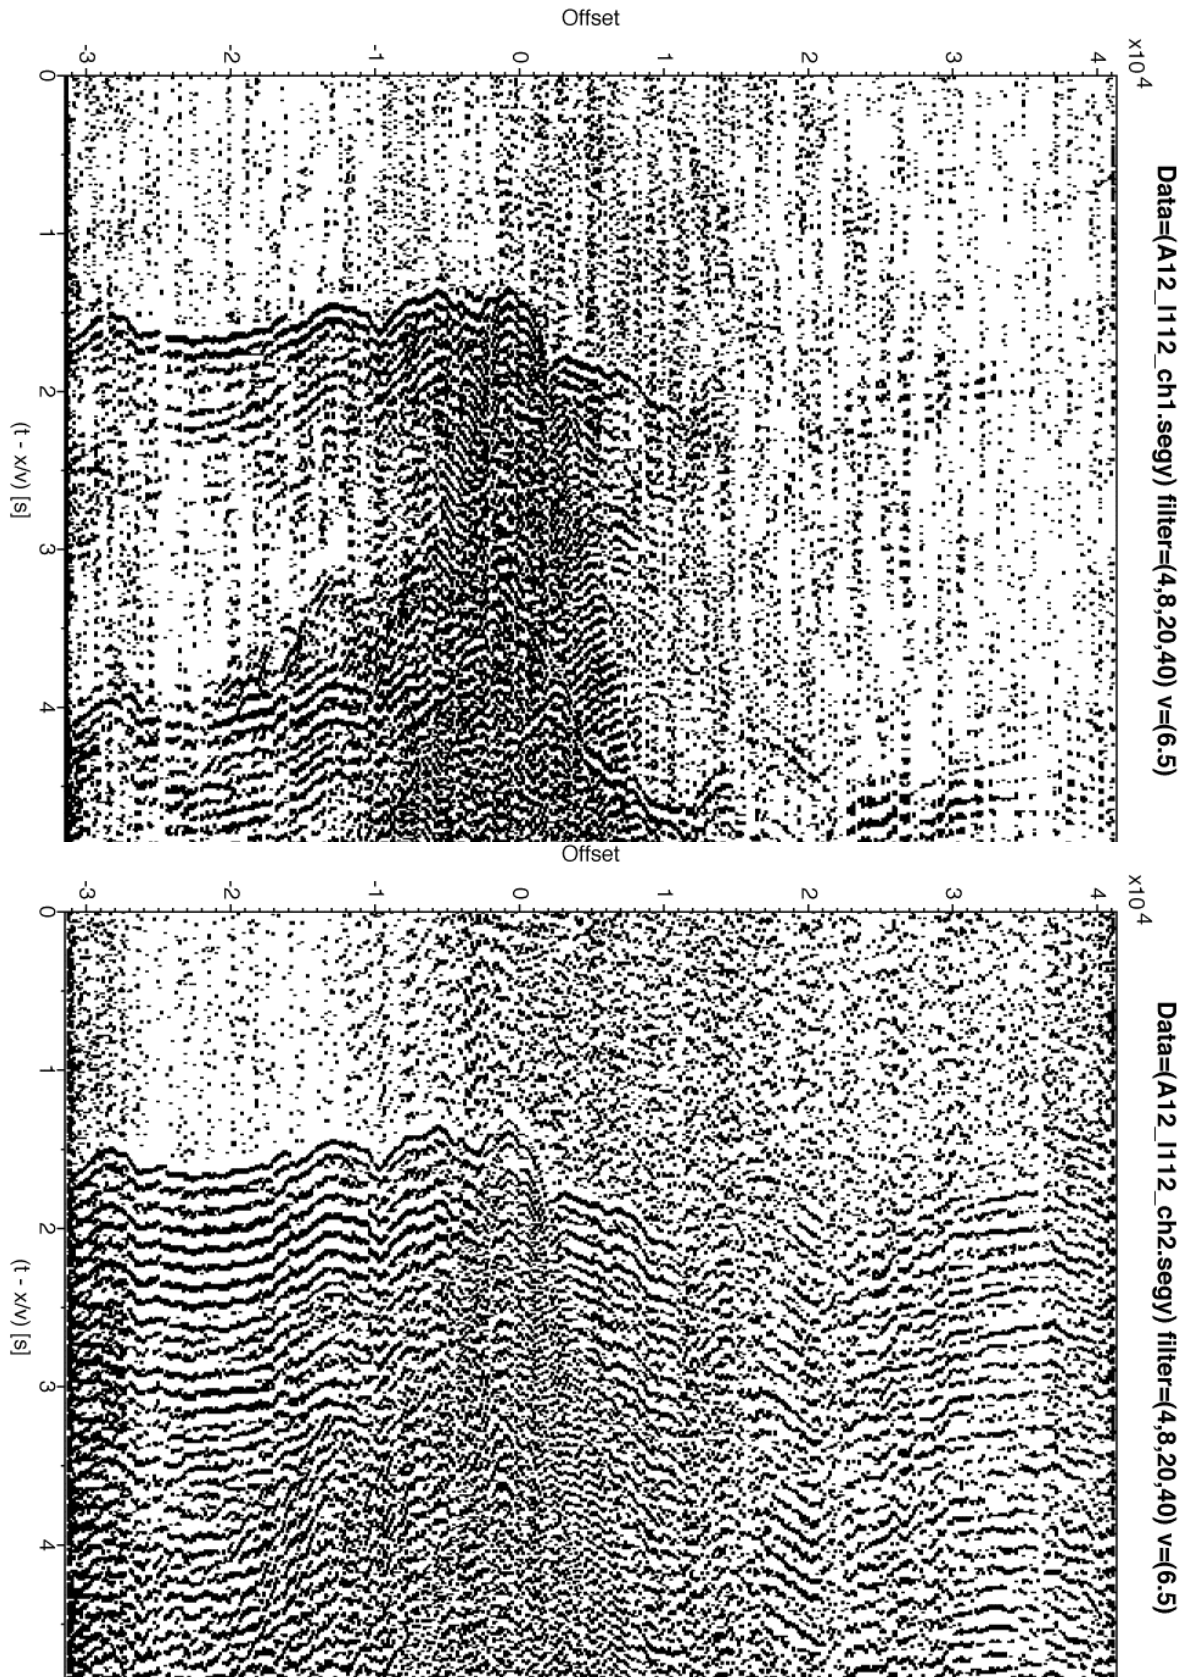 Data=(A12_I112_ch1.segy) filter=(4,8,20,40) v=(6.5)
x10^4
Offset
-3 -2 -1 0 1 2 3 4
0
1
2
3
4
(t - x/v) [s]
Data=(A12_I112_ch2.segy) filter=(4,8,20,40) v=(6.5)
x10^4
Offset
-3 -2 -1 0 1 2 3 4
0
1
2
3
4
(t - x/v) [s]